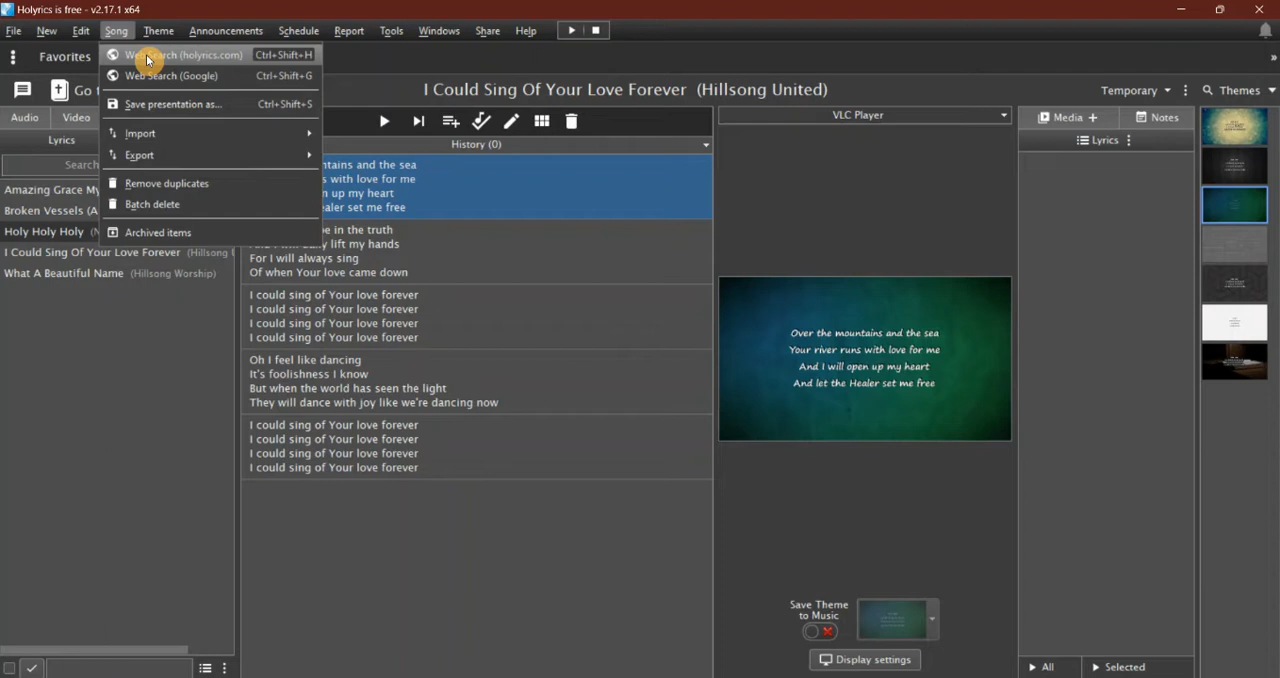 Holyrics is free - v2.17.1 x64
File New Edit Song Theme Announcements Schedule Report Tools Windows Share Help
Favorites
Web Search (holyrics.com) Ctrl+Shift+H
Web Search (Google) Ctrl+Shift+G
Save presentation as... Ctrl+Shift+S
Import
Export
Remove duplicates
Batch delete
Archived items
Go
I Could Sing Of Your Love Forever (Hillsong United)
Temporary
Themes
Audio Video
Lyrics
Search
Amazing Grace My
Broken Vessels (A
Holy Holy Holy
I Could Sing Of Your Love Forever (Hillsong
What A Beautiful Name (Hillsong Worship)
History (0)
ntains and the sea
s with love for me
n up my heart
ealer set me free
e in the truth
lift my hands
For I will always sing
Of when Your love came down
I could sing of Your love forever
I could sing of Your love forever
I could sing of Your love forever
I could sing of Your love forever
Oh I feel like dancing
It's foolishness I know
But when the world has seen the light
They will dance with joy like we're dancing now
I could sing of Your love forever
I could sing of Your love forever
I could sing of Your love forever
I could sing of Your love forever
VLC Player
Over the mountains and the sea
Your river runs with love for me
And I will open up my heart
And let the Healer set me free
Save Theme
to Music
Display settings
Media + Notes
Lyrics
All Selected